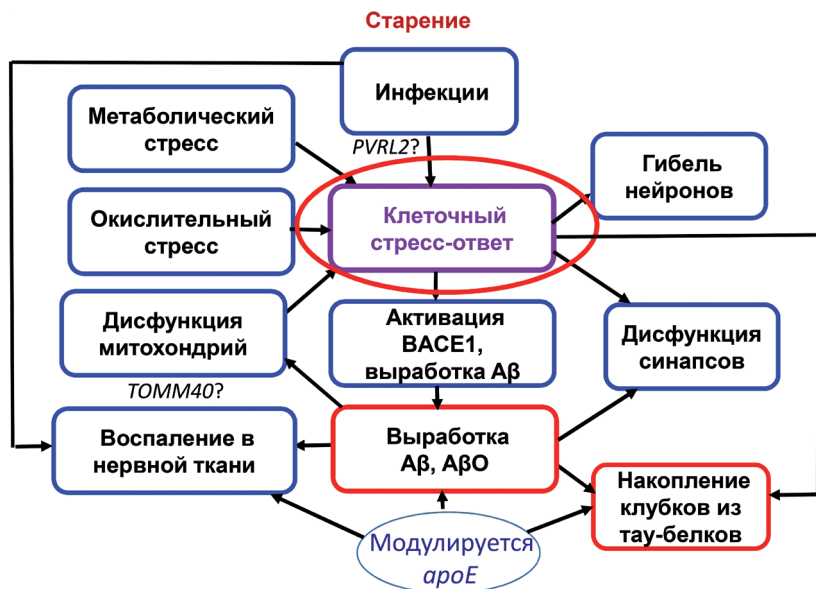 Старение
Инфекции
Метаболический
стресс
PVRL2?
Гибель
нейронов
Окислительный
стресс
Клеточный
стресс-ответ
Дисфункция
митохондрий
Активация
BACE1,
выработка Aβ
Дисфункция
синапсов
TOMM40?
Воспаление в
нервной ткани
Выработка
Aβ, AβO
Накопление
клубков из
тау-белков
Модулируется
apoE